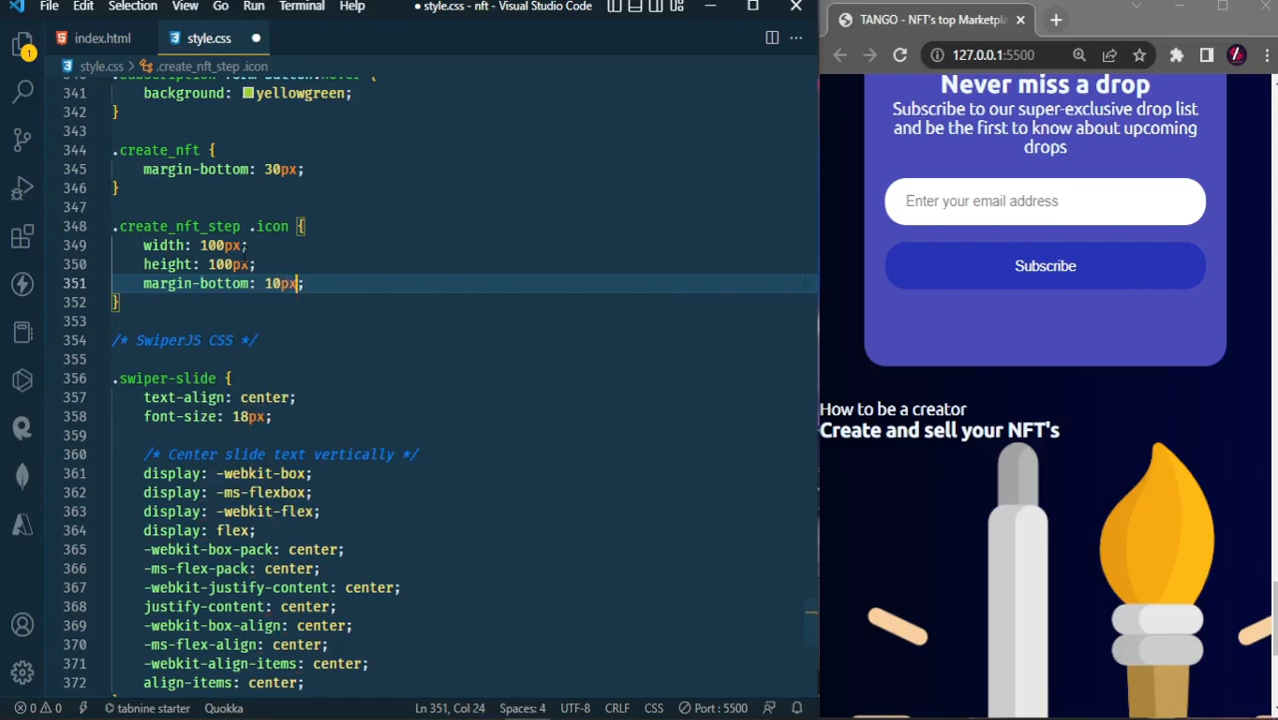 File Edit Selection View Go Run Terminal Help
style.css - nft - Visual Studio Code
index.html
style.css
style.css > .create_nft_step .icon
341 background: yellowgreen;
342 }
343
344 .create_nft {
345 margin-bottom: 30px;
346 }
347
348 .create_nft_step .icon {
349 width: 100px;
350 height: 100px;
351 margin-bottom: 10px;
352 }
353
354 /* SwiperJS CSS */
355
356 .swiper-slide {
357 text-align: center;
358 font-size: 18px;
359
360 /* Center slide text vertically */
361 display: -webkit-box;
362 display: -ms-flexbox;
363 display: -webkit-flex;
364 display: flex;
365 -webkit-box-pack: center;
366 -ms-flex-pack: center;
367 -webkit-justify-content: center;
368 justify-content: center;
369 -webkit-box-align: center;
370 -ms-flex-align: center;
371 -webkit-align-items: center;
372 align-items: center;
1
0 0 tabnine starter Quokka Ln 351, Col 24 Spaces: 4 UTF-8 CRLF CSS Port : 5500
TANGO - NFT's top Marketpla
127.0.0.1:5500
Never miss a drop
Subscribe to our super-exclusive drop list
and be the first to know about upcoming
drops
Enter your email address
Subscribe
How to be a creator
Create and sell your NFT's